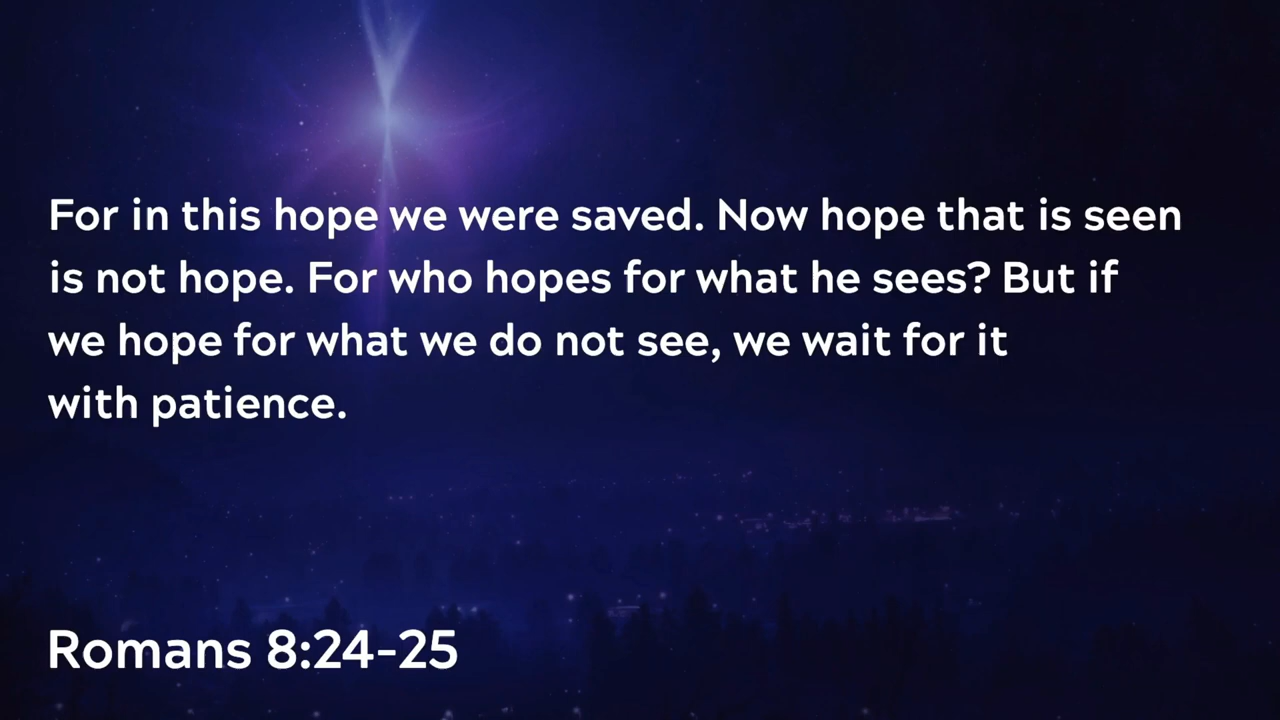 For in this hope we were saved. Now hope that is seen
is not hope. For who hopes for what he sees? But if
we hope for what we do not see, we wait for it
with patience.
Romans 8:24-25